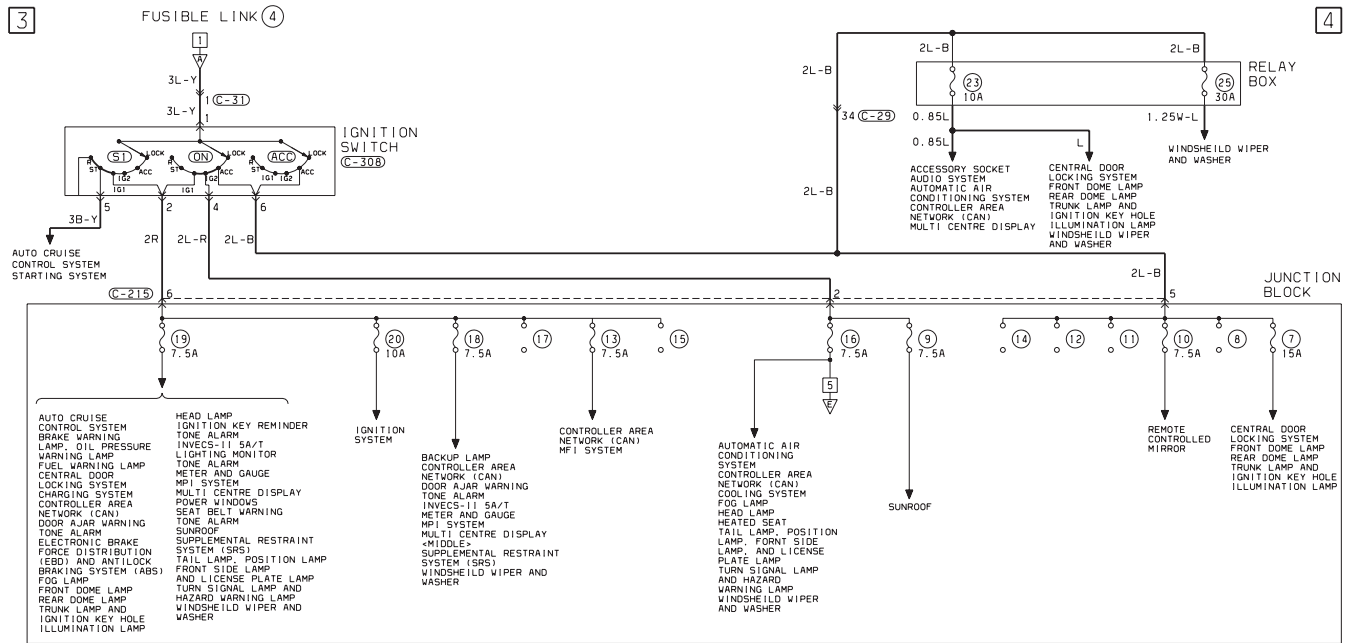 3
FUSIBLE LINK 4
4
1
A
3L-Y
1 C-31
3L-Y
1
IGNITION
SWITCH
C-308
S1
ON
ACC
LOCK
LOCK
LOCK
R
ST
IG1
IG2
ACC
R
ST
IG1
IG2
ACC
R
ST
IG1
IG2
ACC
5
2
4
6
3B-Y
2R
2L-R
2L-B
AUTO CRUISE
CONTROL SYSTEM
STARTING SYSTEM
2L-B
34 C-29
2L-B
2L-B
2L-B
RELAY
BOX
23
10A
25
30A
0.85L
0.85L
L
1.25W-L
WINDSHEILD WIPER
AND WASHER
ACCESSORY SOCKET
AUDIO SYSTEM
AUTOMATIC AIR
CONDITIONING SYSTEM
CONTROLLER AREA
NETWORK (CAN)
MULTI CENTRE DISPLAY
CENTRAL DOOR
LOCKING SYSTEM
FRONT DOME LAMP
REAR DOME LAMP
TRUNK LAMP AND
IGNITION KEY HOLE
ILLUMINATION LAMP
WINDSHEILD WIPER
AND WASHER
2L-B
JUNCTION
BLOCK
C-215
6
2
5
19
7.5A
20
10A
18
7.5A
17
13
7.5A
15
16
7.5A
9
7.5A
14
12
11
10
7.5A
8
7
15A
5
E
AUTO CRUISE
CONTROL SYSTEM
BRAKE WARNING
LAMP, OIL PRESSURE
WARNING LAMP
FUEL WARNING LAMP
CENTRAL DOOR
LOCKING SYSTEM
CHARGING SYSTEM
CONTROLLER AREA
NETWORK (CAN)
DOOR AJAR WARNING
TONE ALARM
ELECTRONIC BRAKE
FORCE DISTRIBUTION
(EBD) AND ANTILOCK
BRAKING SYSTEM (ABS)
FOG LAMP
FRONT DOME LAMP
REAR DOME LAMP
TRUNK LAMP AND
IGNITION KEY HOLE
ILLUMINATION LAMP
HEAD LAMP
IGNITION KEY REMINDER
TONE ALARM
INVECS-II 5A/T
LIGHTING MONITOR
TONE ALARM
METER AND GAUGE
MPI SYSTEM
MULTI CENTRE DISPLAY
POWER WINDOWS
SEAT BELT WARNING
TONE ALARM
SUNROOF
SUPPLEMENTAL RESTRAINT
SYSTEM (SRS)
TAIL LAMP, POSITION LAMP
FRONT SIDE LAMP
AND LICENSE PLATE LAMP
TURN SIGNAL LAMP AND
HAZARD WARNING LAMP
WINDSHEILD WIPER AND
WASHER
IGNITION
SYSTEM
BACKUP LAMP
CONTROLLER AREA
NETWORK (CAN)
DOOR AJAR WARNING
TONE ALARM
INVECS-II 5A/T
METER AND GAUGE
MPI SYSTEM
MULTI CENTRE DISPLAY
<MIDDLE>
SUPPLEMENTAL RESTRAINT
SYSTEM (SRS)
WINDSHEILD WIPER AND
WASHER
CONTROLLER AREA
NETWORK (CAN)
MFI SYSTEM
AUTOMATIC AIR
CONDITIONING
SYSTEM
CONTROLLER AREA
NETWORK (CAN)
COOLING SYSTEM
FOG LAMP
HEAD LAMP
HEATED SEAT
TAIL LAMP, POSITION
LAMP, FORNT SIDE
LAMP, AND LICENSE
PLATE LAMP
TURN SIGNAL LAMP
AND HAZARD
WARNING LAMP
WINDSHEILD WIPER
AND WASHER
SUNROOF
REMOTE
CONTROLLED
MIRROR
CENTRAL DOOR
LOCKING SYSTEM
FRONT DOME LAMP
REAR DOME LAMP
TRUNK LAMP AND
IGNITION KEY HOLE
ILLUMINATION LAMP